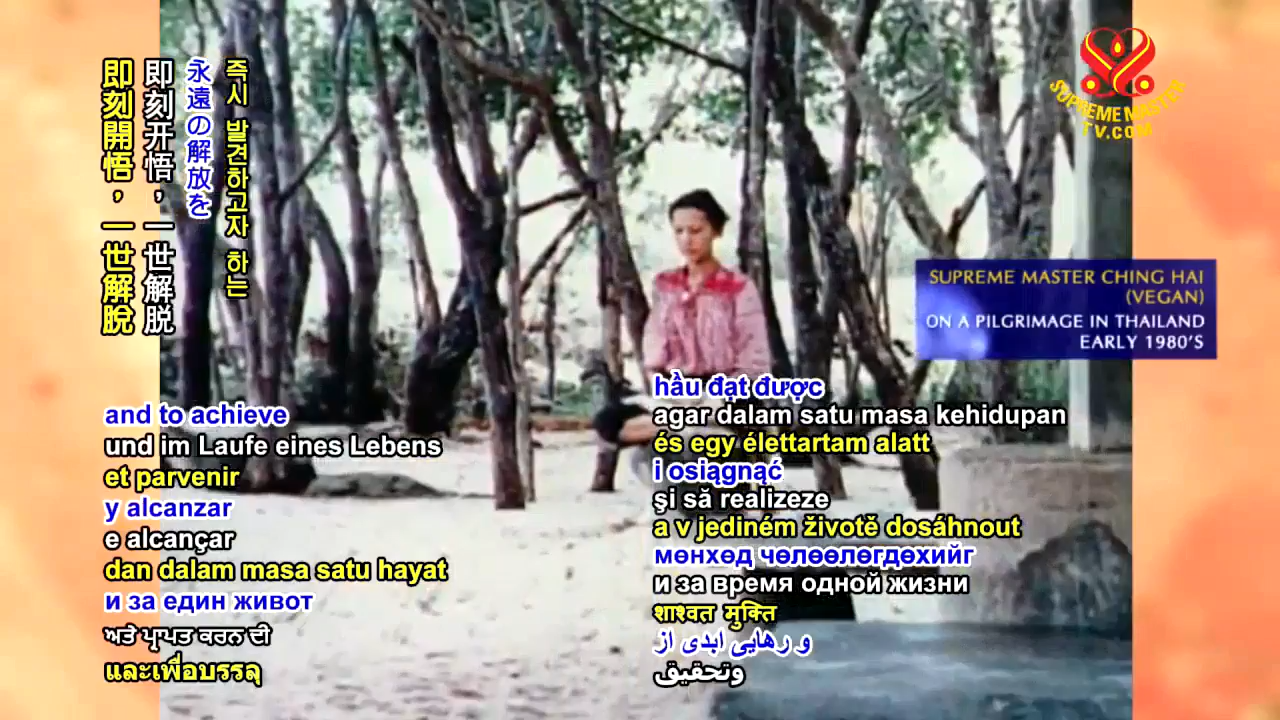 즉시 발견하고자 하는
永遠の解放を
即刻开悟，一世解脱
即刻開悟，一世解脫
and to achieve
und im Laufe eines Lebens
et parvenir
y alcanzar
e alcançar
dan dalam masa satu hayat
и за един живот
ਅਤੇ ਪ੍ਰਾਪਤ ਕਰਨ ਦੀ
และเพื่อบรรลุ
hầu đạt được
agar dalam satu masa kehidupan
és egy élettartam alatt
i osiągnąć
şi să realizeze
a v jediném životě dosáhnout
мөнхөд чөлөөлөгдөхийг
и за время одной жизни
शाश्वत मुक्ति
و رهایی ابدی از
وتحقيق
SUPREME MASTER
TV.COM
SUPREME MASTER CHING HAI
(VEGAN)
ON A PILGRIMAGE IN THAILAND
EARLY 1980'S